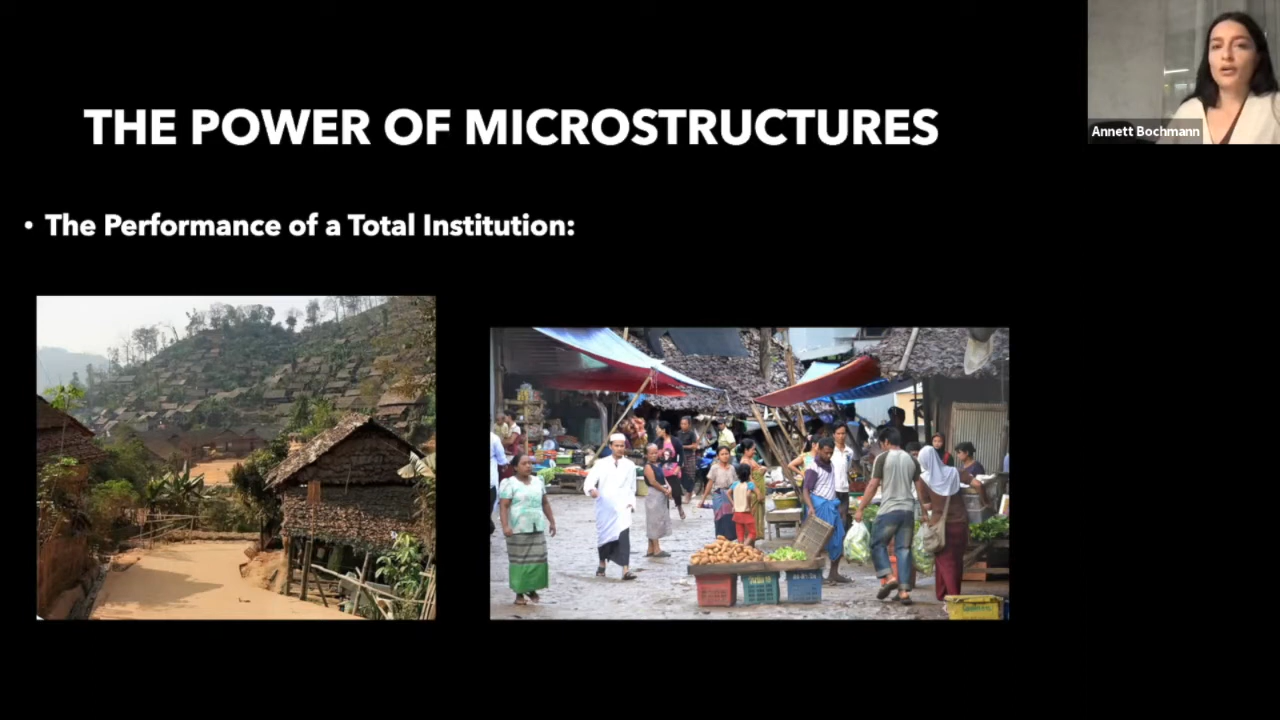 THE POWER OF MICROSTRUCTURES
Annett Bochmann
• The Performance of a Total Institution: